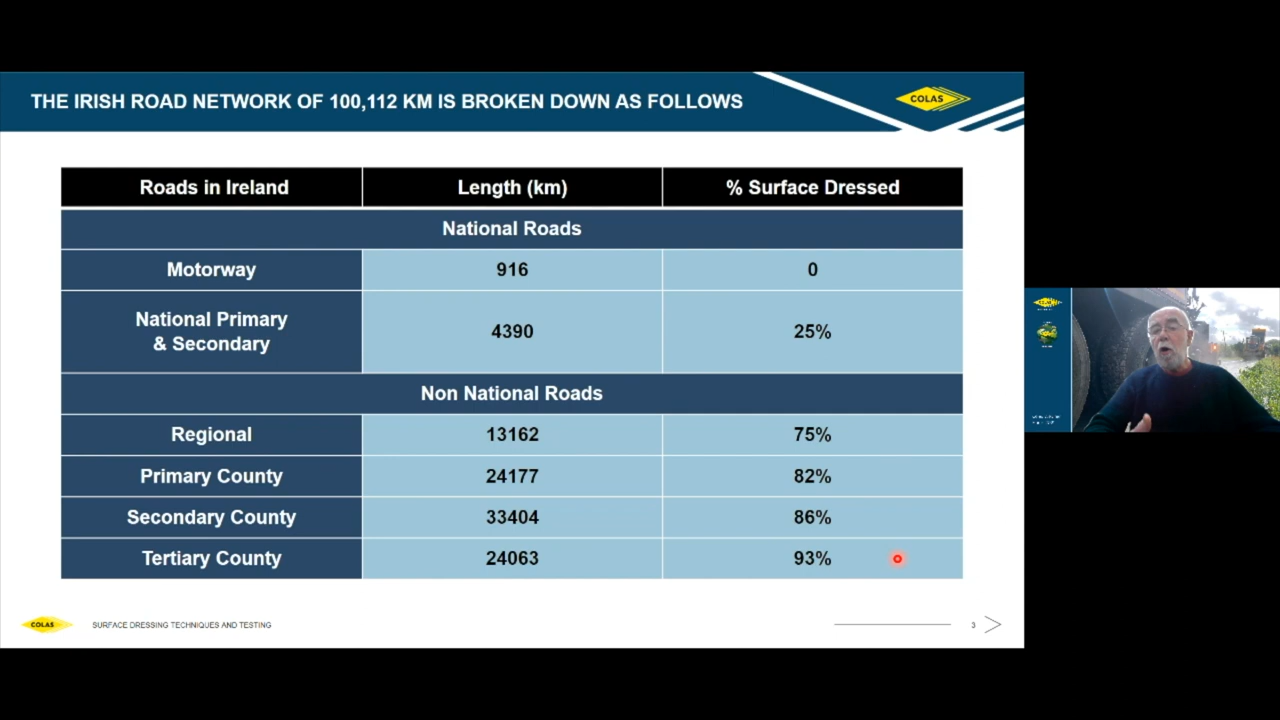 THE IRISH ROAD NETWORK OF 100,112 KM IS BROKEN DOWN AS FOLLOWS
COLAS
Roads in Ireland Length (km) % Surface Dressed
National Roads
Motorway 916 0
National Primary
& Secondary 4390 25%
Non National Roads
Regional 13162 75%
Primary County 24177 82%
Secondary County 33404 86%
Tertiary County 24063 93%
COLAS SURFACE DRESSING TECHNIQUES AND TESTING 3